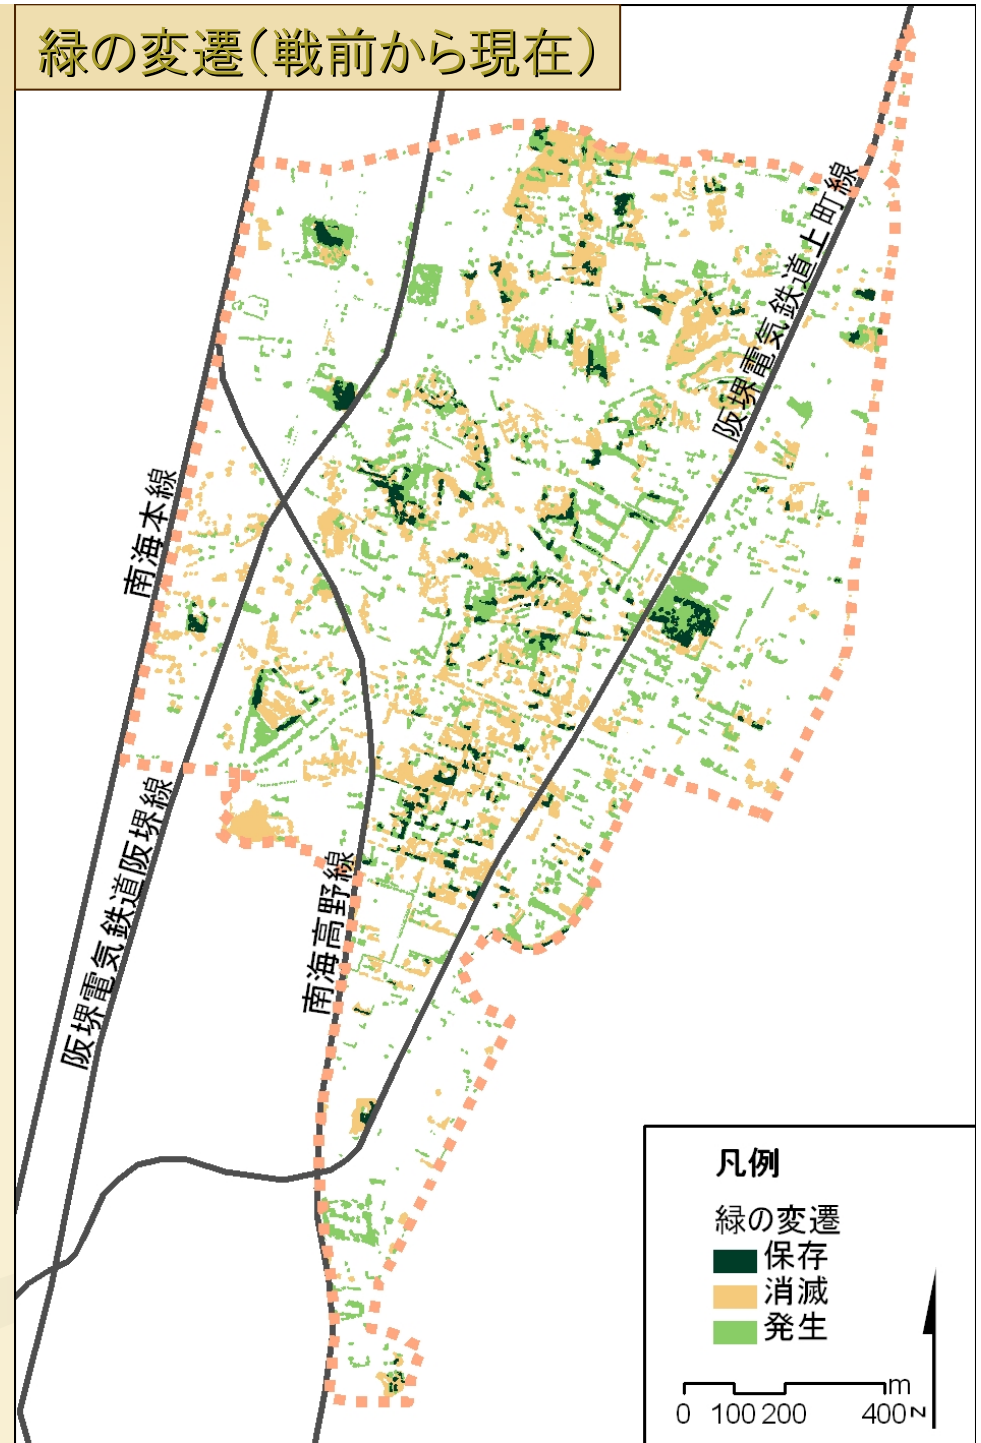 緑の変遷（戦前から現在）
阪堺電気鉄道上町線
南海本線
阪堺電気鉄道阪堺線
南海高野線
凡例
緑の変遷
保存
消滅
発生
m
0 100 200 400
N